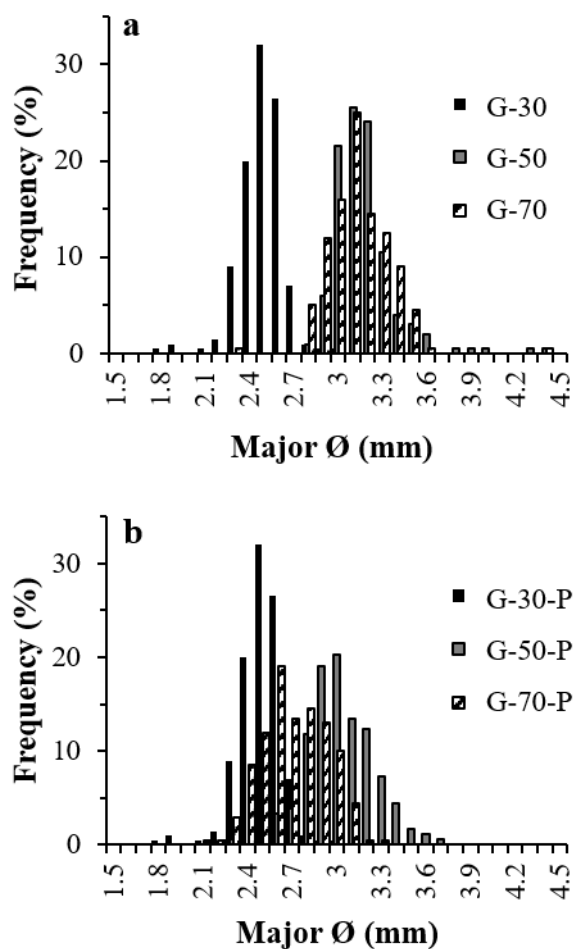 a
Frequency (%)
30
20
10
0
G-30
G-50
G-70
1.5 1.8 2.1 2.4 2.7 3 3.3 3.6 3.9 4.2 4.5
Major Ø (mm)
b
Frequency (%)
30
20
10
0
G-30-P
G-50-P
G-70-P
1.5 1.8 2.1 2.4 2.7 3 3.3 3.6 3.9 4.2 4.5
Major Ø (mm)